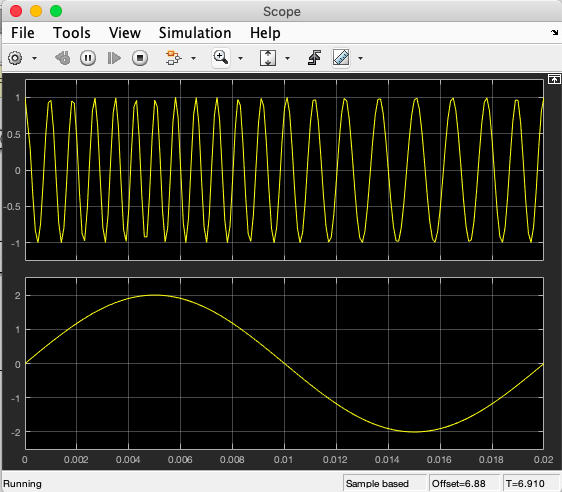 Scope
File Tools View Simulation Help
1
0.5
0
-0.5
-1
2
1
0
-1
-2
0 0.002 0.004 0.006 0.008 0.01 0.012 0.014 0.016 0.018 0.02
Running Sample based Offset=6.88 T=6.910